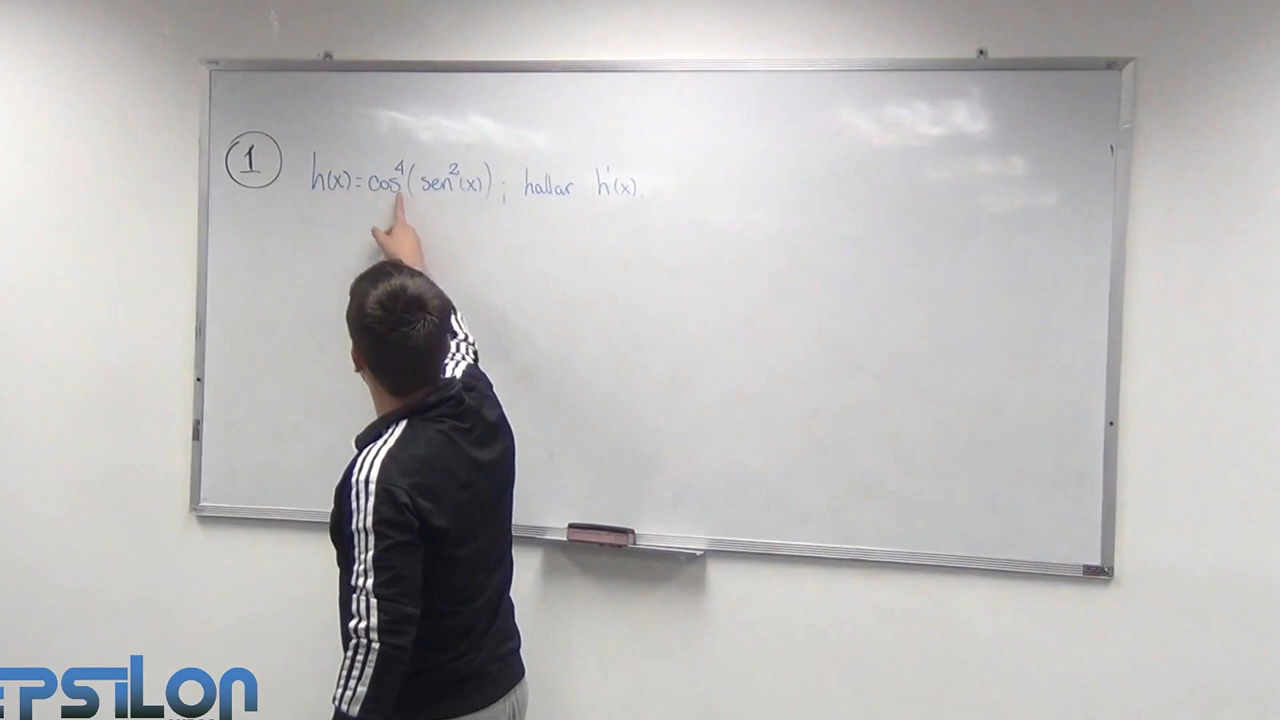 1 h(x) = cos⁴(sen²(x)) ; hallar h'(x).
EPSILON